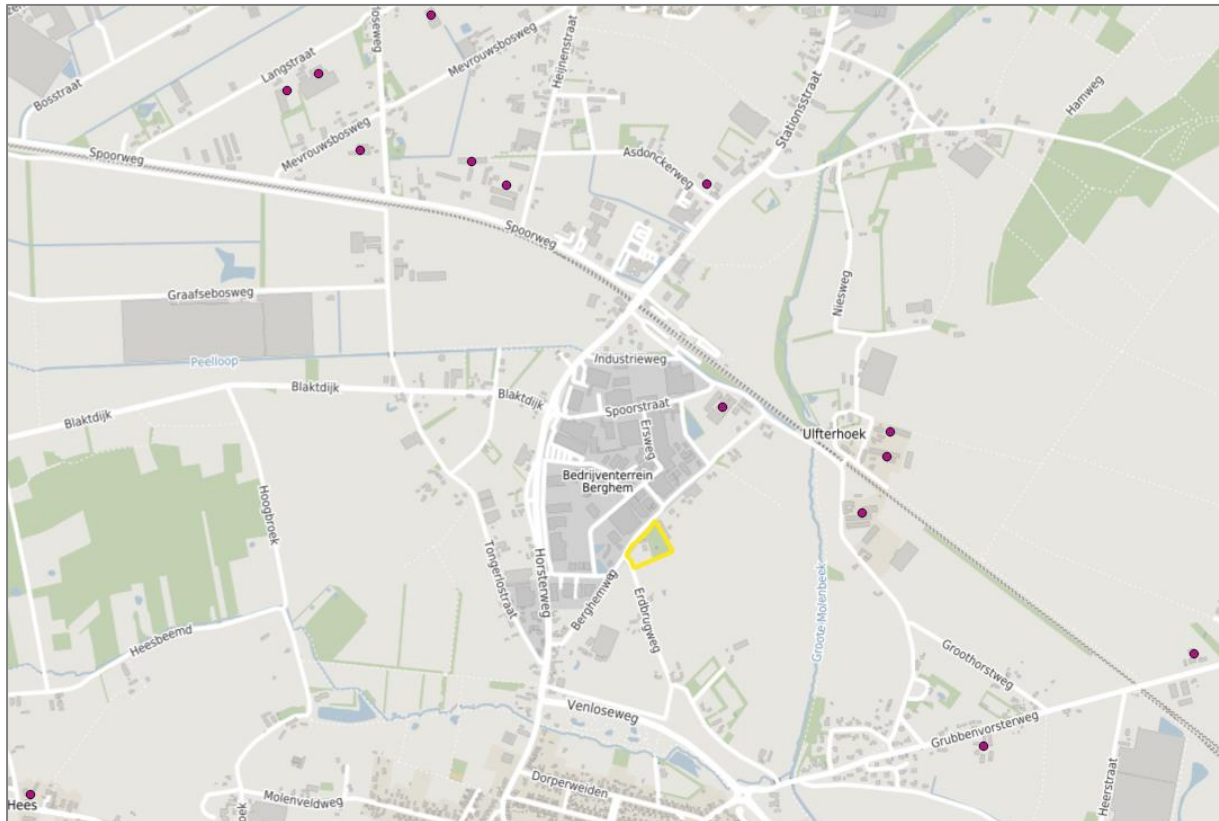 Bosstraat
Langstraat
Mevrouwsbosweg
Heijnenstraat
Hamweg
Stationsstraat
Mevrouwsbosweg
Spoorweg
Asdonckerweg
Spoorweg
Graafsebosweg
Niesweg
Peelloop
Industrieweg
Blaktdijk
Blaktdijk
Blaktdijk
Spoorstraat
Ersweg
Ulfterhoek
Bedrijventerrein
Berghem
Hoogbroek
Tongerlostraat
Horsterweg
Berghemweg
Erdbrugweg
Groote Molenbeek
Heesbeemd
Groothorstweg
Venloseweg
Grubbenvorsterweg
Heerstraat
Dorperweiden
Molenveldweg
Hees